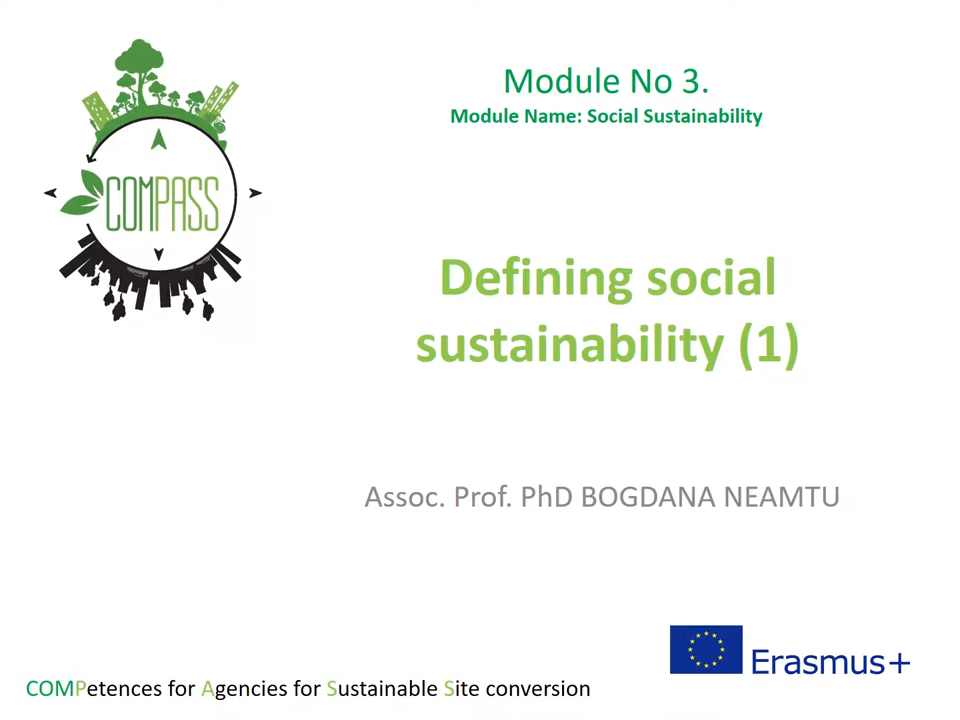 Module No 3.
Module Name: Social Sustainability
COMPASS
Defining social
sustainability (1)
Assoc. Prof. PhD BOGDANA NEAMTU
Erasmus+
COMPetences for Agencies for Sustainable Site conversion